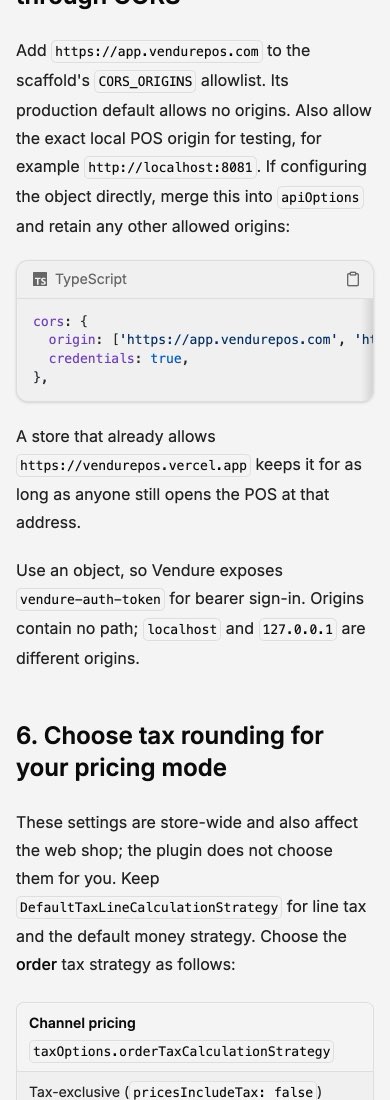 through CORS
Add https://app.vendurepos.com to the
scaffold's CORS_ORIGINS allowlist. Its
production default allows no origins. Also allow
the exact local POS origin for testing, for
example http://localhost:8081. If configuring
the object directly, merge this into apiOptions
and retain any other allowed origins:
TS TypeScript
cors: {
origin: ['https://app.vendurepos.com', 'ht
credentials: true,
},
A store that already allows
https://vendurepos.vercel.app keeps it for as
long as anyone still opens the POS at that
address.
Use an object, so Vendure exposes
vendure-auth-token for bearer sign-in. Origins
contain no path; localhost and 127.0.0.1 are
different origins.
6. Choose tax rounding for
your pricing mode
These settings are store-wide and also affect
the web shop; the plugin does not choose
them for you. Keep
DefaultTaxLineCalculationStrategy for line tax
and the default money strategy. Choose the
order tax strategy as follows:
Channel pricing
taxOptions.orderTaxCalculationStrategy
Tax-exclusive (pricesIncludeTax: false)